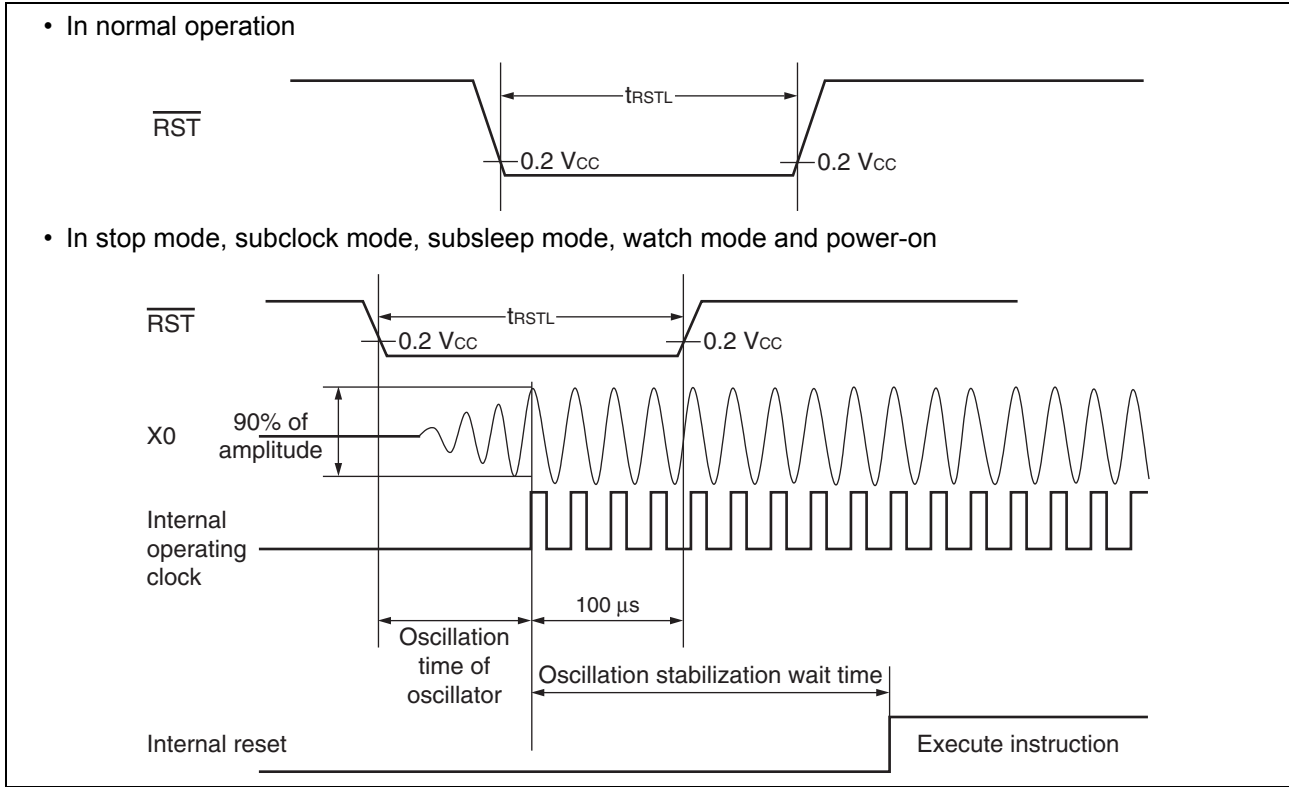 • In normal operation
RST
tRSTL
0.2 VCC
0.2 VCC
• In stop mode, subclock mode, subsleep mode, watch mode and power-on
RST
tRSTL
0.2 VCC
0.2 VCC
X0
90% of
amplitude
Internal
operating
clock
100 μs
Oscillation
time of
oscillator
Oscillation stabilization wait time
Internal reset
Execute instruction